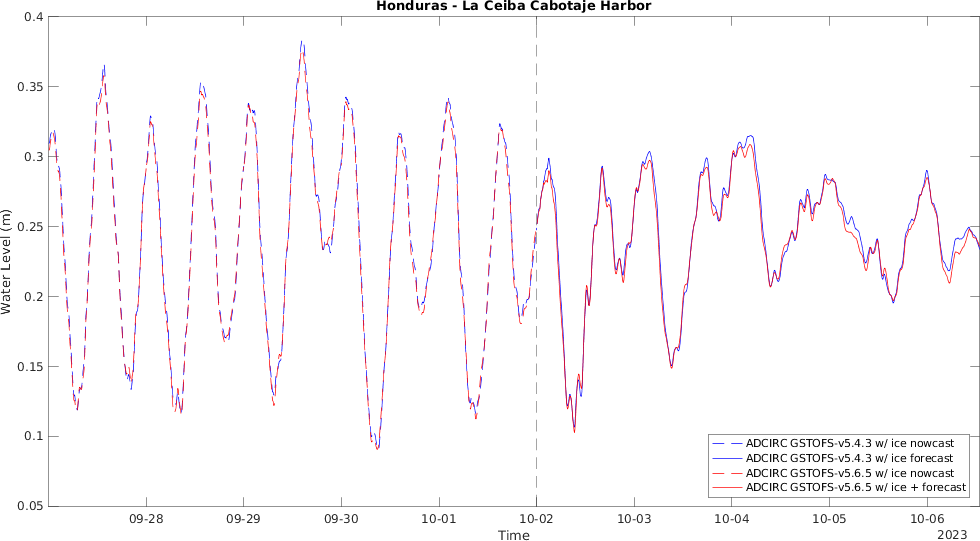 Honduras - La Ceiba Cabotaje Harbor
0.4
0.35
0.3
0.25
0.2
0.15
0.1
0.05
Water Level (m)
ADCIRC GSTOFS-v5.4.3 w/ ice nowcast
ADCIRC GSTOFS-v5.4.3 w/ ice forecast
ADCIRC GSTOFS-v5.6.5 w/ ice nowcast
ADCIRC GSTOFS-v5.6.5 w/ ice + forecast
09-28 09-29 09-30 10-01 10-02 10-03 10-04 10-05 10-06
Time
2023